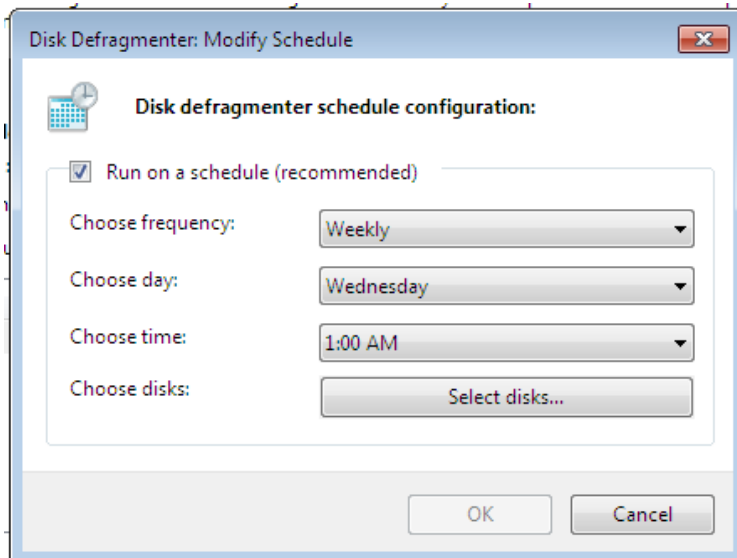 Disk Defragmenter: Modify Schedule
Disk defragmenter schedule configuration:
Run on a schedule (recommended)
Choose frequency: Weekly
Choose day: Wednesday
Choose time: 1:00 AM
Choose disks: Select disks...
OK Cancel